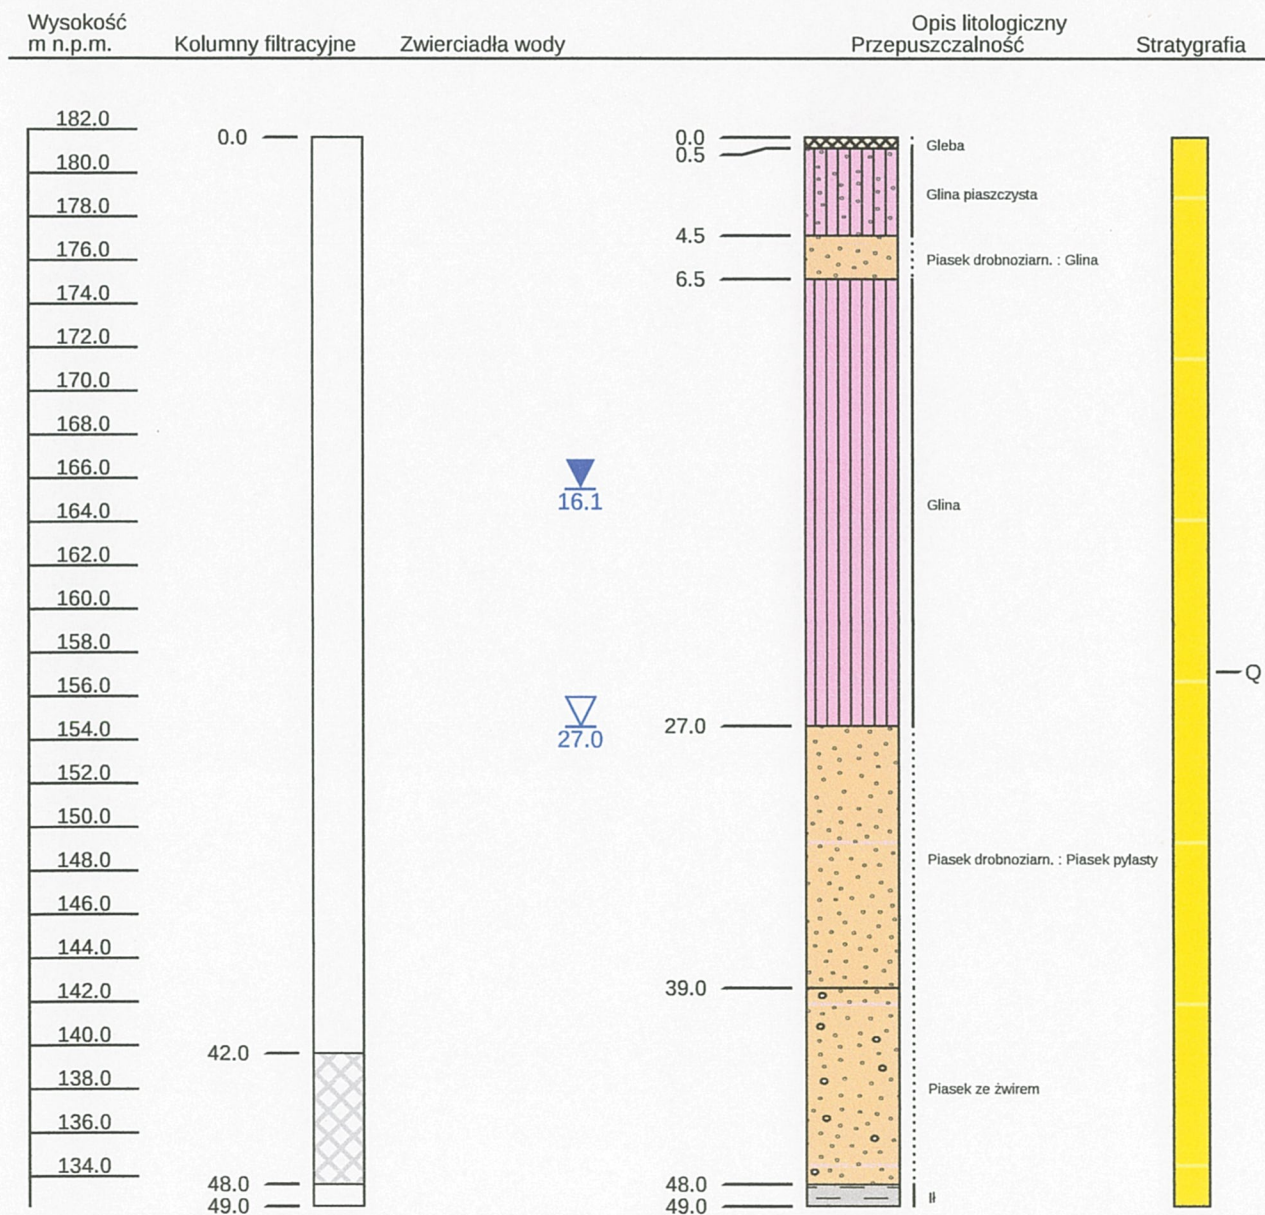 Wysokość
m n.p.m.
Kolumny filtracyjne
Zwierciadła wody
Opis litologiczny
Przepuszczalność
Stratygrafia
182.0
180.0
178.0
176.0
174.0
172.0
170.0
168.0
166.0
164.0
162.0
160.0
158.0
156.0
154.0
152.0
150.0
148.0
146.0
144.0
142.0
140.0
138.0
136.0
134.0
0.0
42.0
48.0
49.0
16.1
27.0
0.0
0.5
4.5
6.5
27.0
39.0
48.0
49.0
Gleba
Glina piaszczysta
Piasek drobnoziarn. : Glina
Glina
Piasek drobnoziarn. : Piasek pylasty
Piasek ze żwirem
Ił
Q